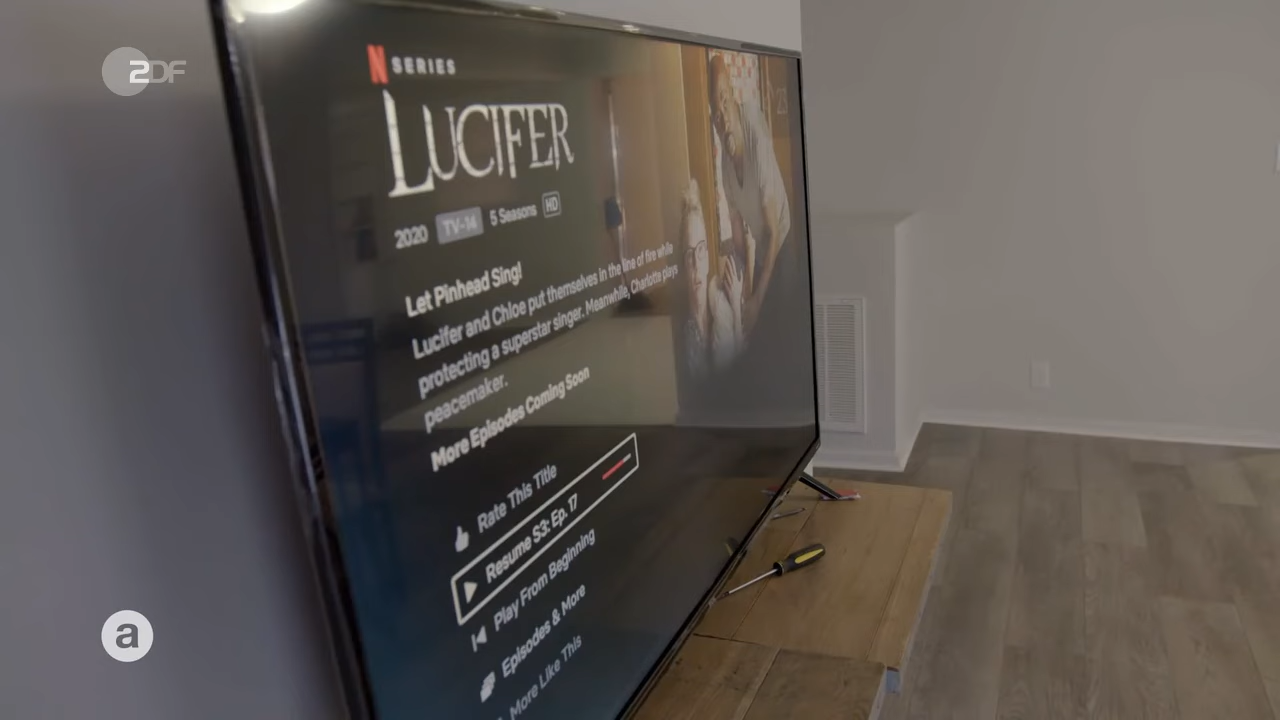 2DF
N SERIES
LUCIFER
2020 TV-14 5 Seasons HD
Let Pinhead Sing!
Lucifer and Chloe put themselves in the line of fire while
protecting a superstar singer. Meanwhile, Charlotte plays
peacemaker.
More Episodes Coming Soon
Rate This Title
Resume S3: Ep. 17
Play From Beginning
Episodes & More
More Like This
a